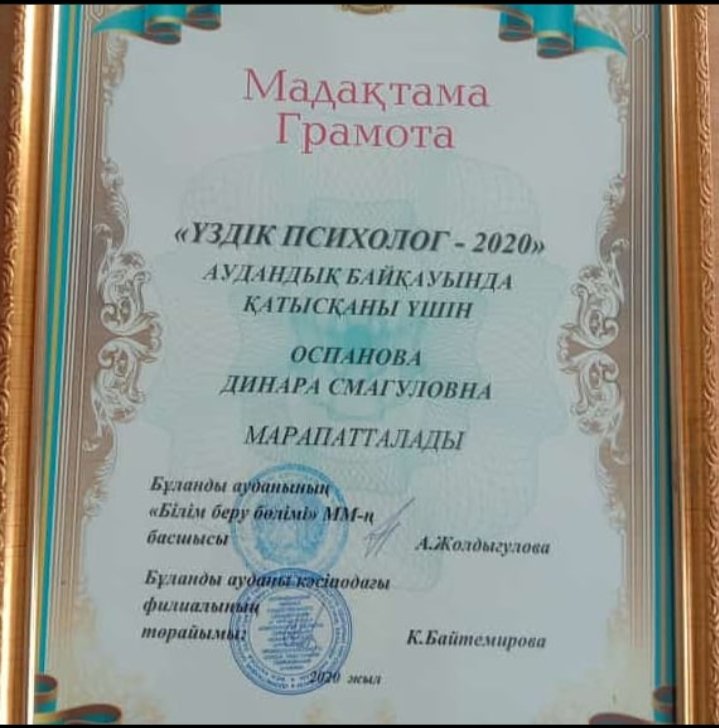 Мадақтама
Грамота
«ҮЗДІК ПСИХОЛОГ - 2020»
АУДАНДЫҚ БАЙҚАУЫНДА
ҚАТЫСҚАНЫ ҮШІН
ОСПАНОВА
ДИНАРА СМАГУЛОВНА
МАРАПАТТАЛАДЫ
Бұланды ауданының
«Білім беру бөлімі» ММ-ң
басшысы А.Жолдыгулова
Бұланды ауданы кәсіподағы
филиалының
төрайымы: К.Байтемирова
2020 жыл